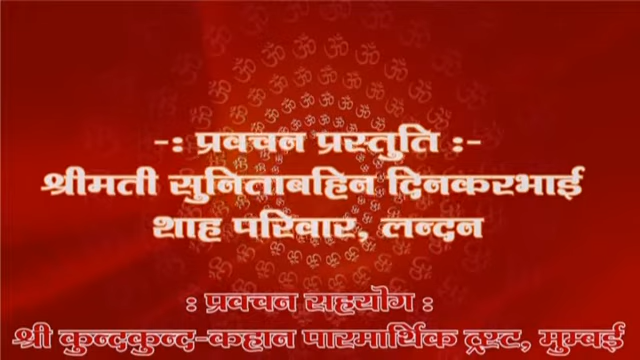 -: प्रवचन प्रस्तुति :-
श्रीमती सुनिताबहिन दिनकरभाई
शाह परिवार, लन्दन
: प्रवचन सहयोग :
श्री कुन्दकुन्द-कहान पारमार्थिक ट्रस्ट, मुम्बई